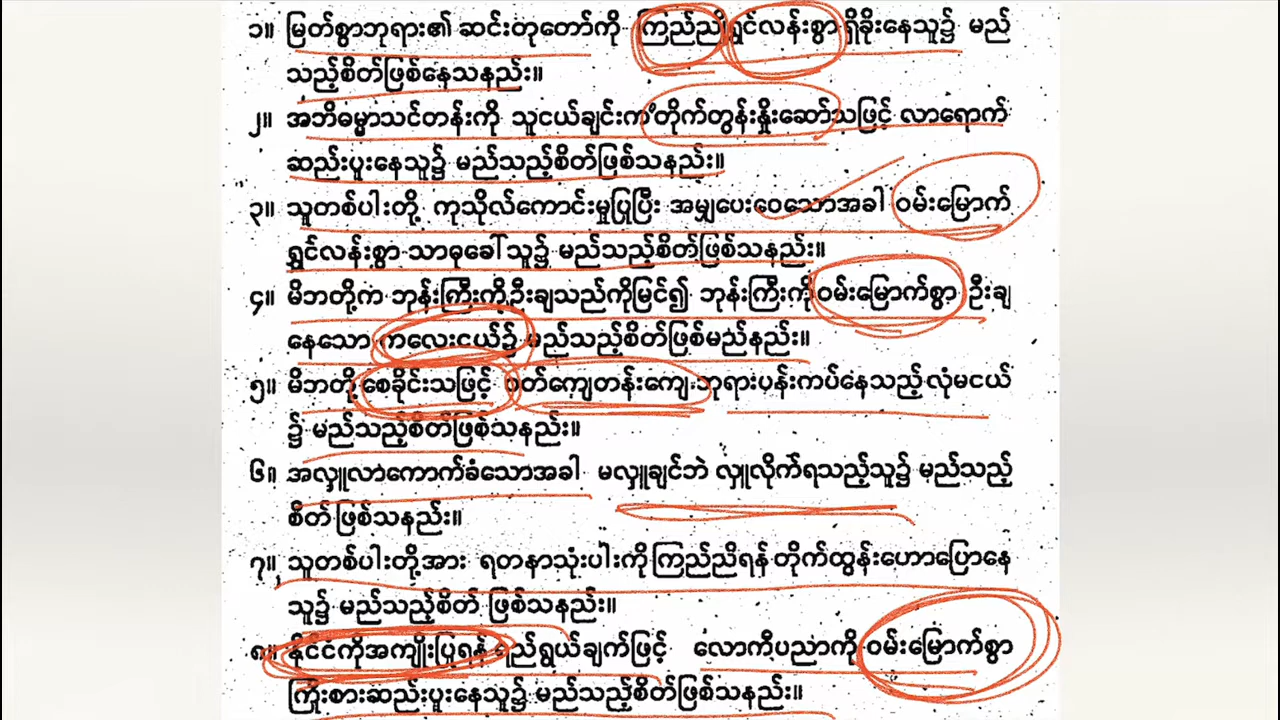 ၁။ မြတ်စွာဘုရား၏ ဆင်းတုတော်ကို ကြည်ညိုရွှင်လန်းစွာ ရှိခိုးနေသူ၌ မည်
သည့်စိတ်ဖြစ်နေသနည်း။
၂။ အဘိဓမ္မာသင်တန်းကို သူငယ်ချင်းက တိုက်တွန်းနှိုးဆော်သဖြင့် လာရောက်
ဆည်းပူးနေသူ၌ မည်သည့်စိတ်ဖြစ်သနည်း။
၃။ သူတစ်ပါးတို့ ကုသိုလ်ကောင်းမှုပြုပြီး အမျှပေးဝေသောအခါ ဝမ်းမြောက်
ရွှင်လန်းစွာ သာဓုခေါ်သူ၌ မည်သည့်စိတ်ဖြစ်သနည်း။
၄။ မိဘတို့က ဘုန်းကြီးကိုဦးချသည်ကိုမြင်၍ ဘုန်းကြီးကိုဝမ်းမြောက်စွာ ဦးချ
နေသော ကလေးငယ်၌ မည်သည့်စိတ်ဖြစ်မည်နည်း။
၅။ မိဘတို့စေခိုင်းသဖြင့် ဝတ်ကျေတန်းကျေ ဘုရားပန်းကပ်နေသည့်လုံမငယ်
၌ မည်သည့်စိတ်ဖြစ်သနည်း။
၆။ အလှူလာကောက်ခံသောအခါ မလှူချင်ဘဲ လှူလိုက်ရသည့်သူ၌ မည်သည့်
စိတ်ဖြစ်သနည်း။
၇။ သူတစ်ပါးတို့အား ရတနာသုံးပါးကိုကြည်ညိုရန် တိုက်ထွန်းဟောပြောနေ
သူ၌ မည်သည့်စိတ် ဖြစ်သနည်း။
၈။ နိုင်ငံကိုအကျိုးပြုရန် ရည်ရွယ်ချက်ဖြင့် လောကီပညာကို ဝမ်းမြောက်စွာ
ကြိုးစားဆည်းပူးနေသူ၌ မည်သည့်စိတ်ဖြစ်သနည်း။